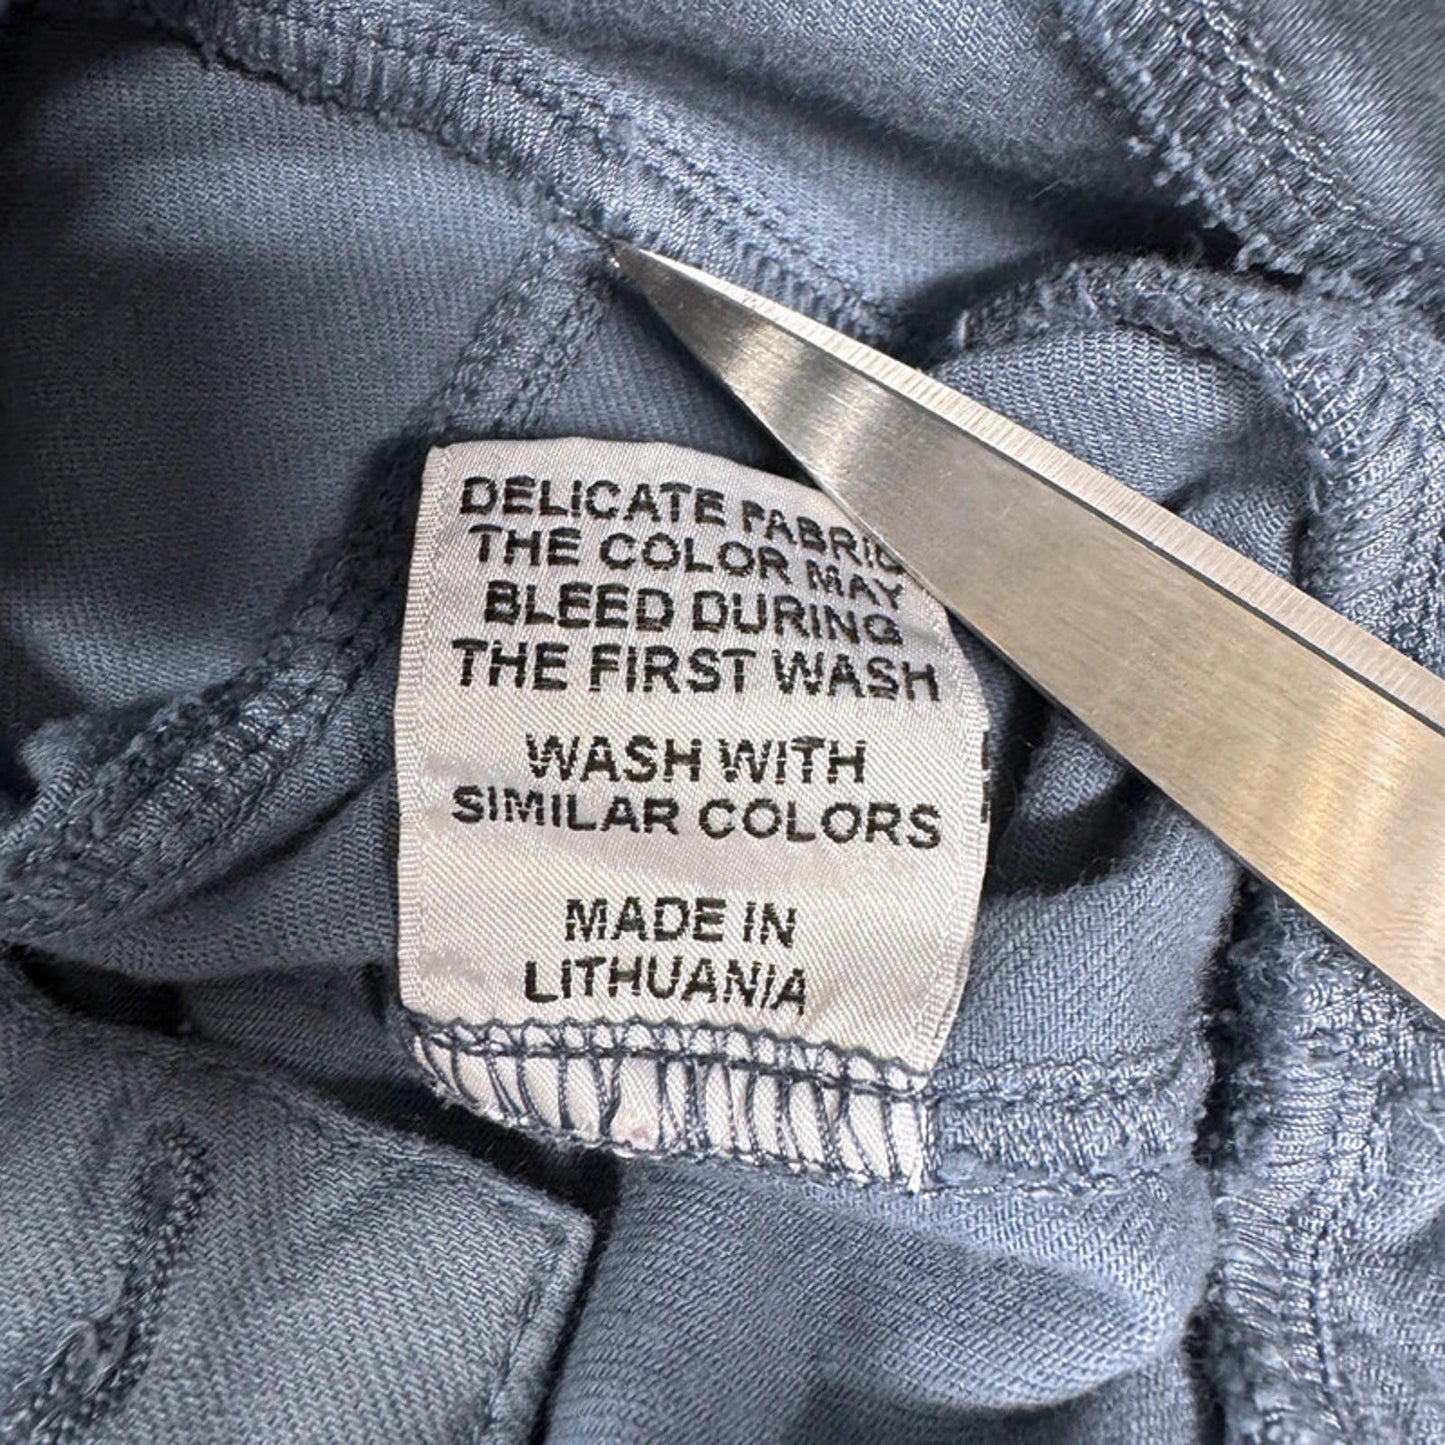 DELICATE FABRIC
THE COLOR MAY
BLEED DURING
THE FIRST WASH
WASH WITH
SIMILAR COLORS
MADE IN
LITHUANIA